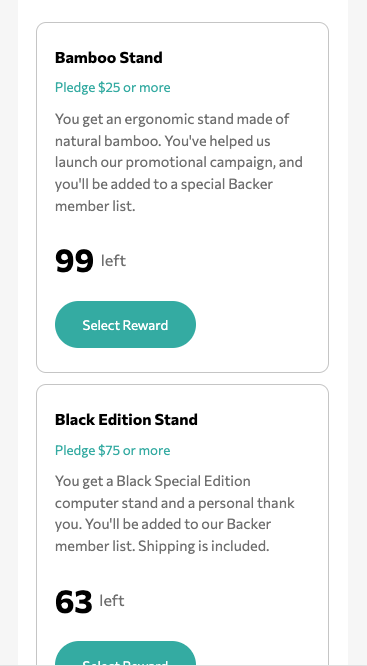 Bamboo Stand
Pledge $25 or more
You get an ergonomic stand made of
natural bamboo. You've helped us
launch our promotional campaign, and
you'll be added to a special Backer
member list.
99 left
Select Reward
Black Edition Stand
Pledge $75 or more
You get a Black Special Edition
computer stand and a personal thank
you. You'll be added to our Backer
member list. Shipping is included.
63 left
Select Reward